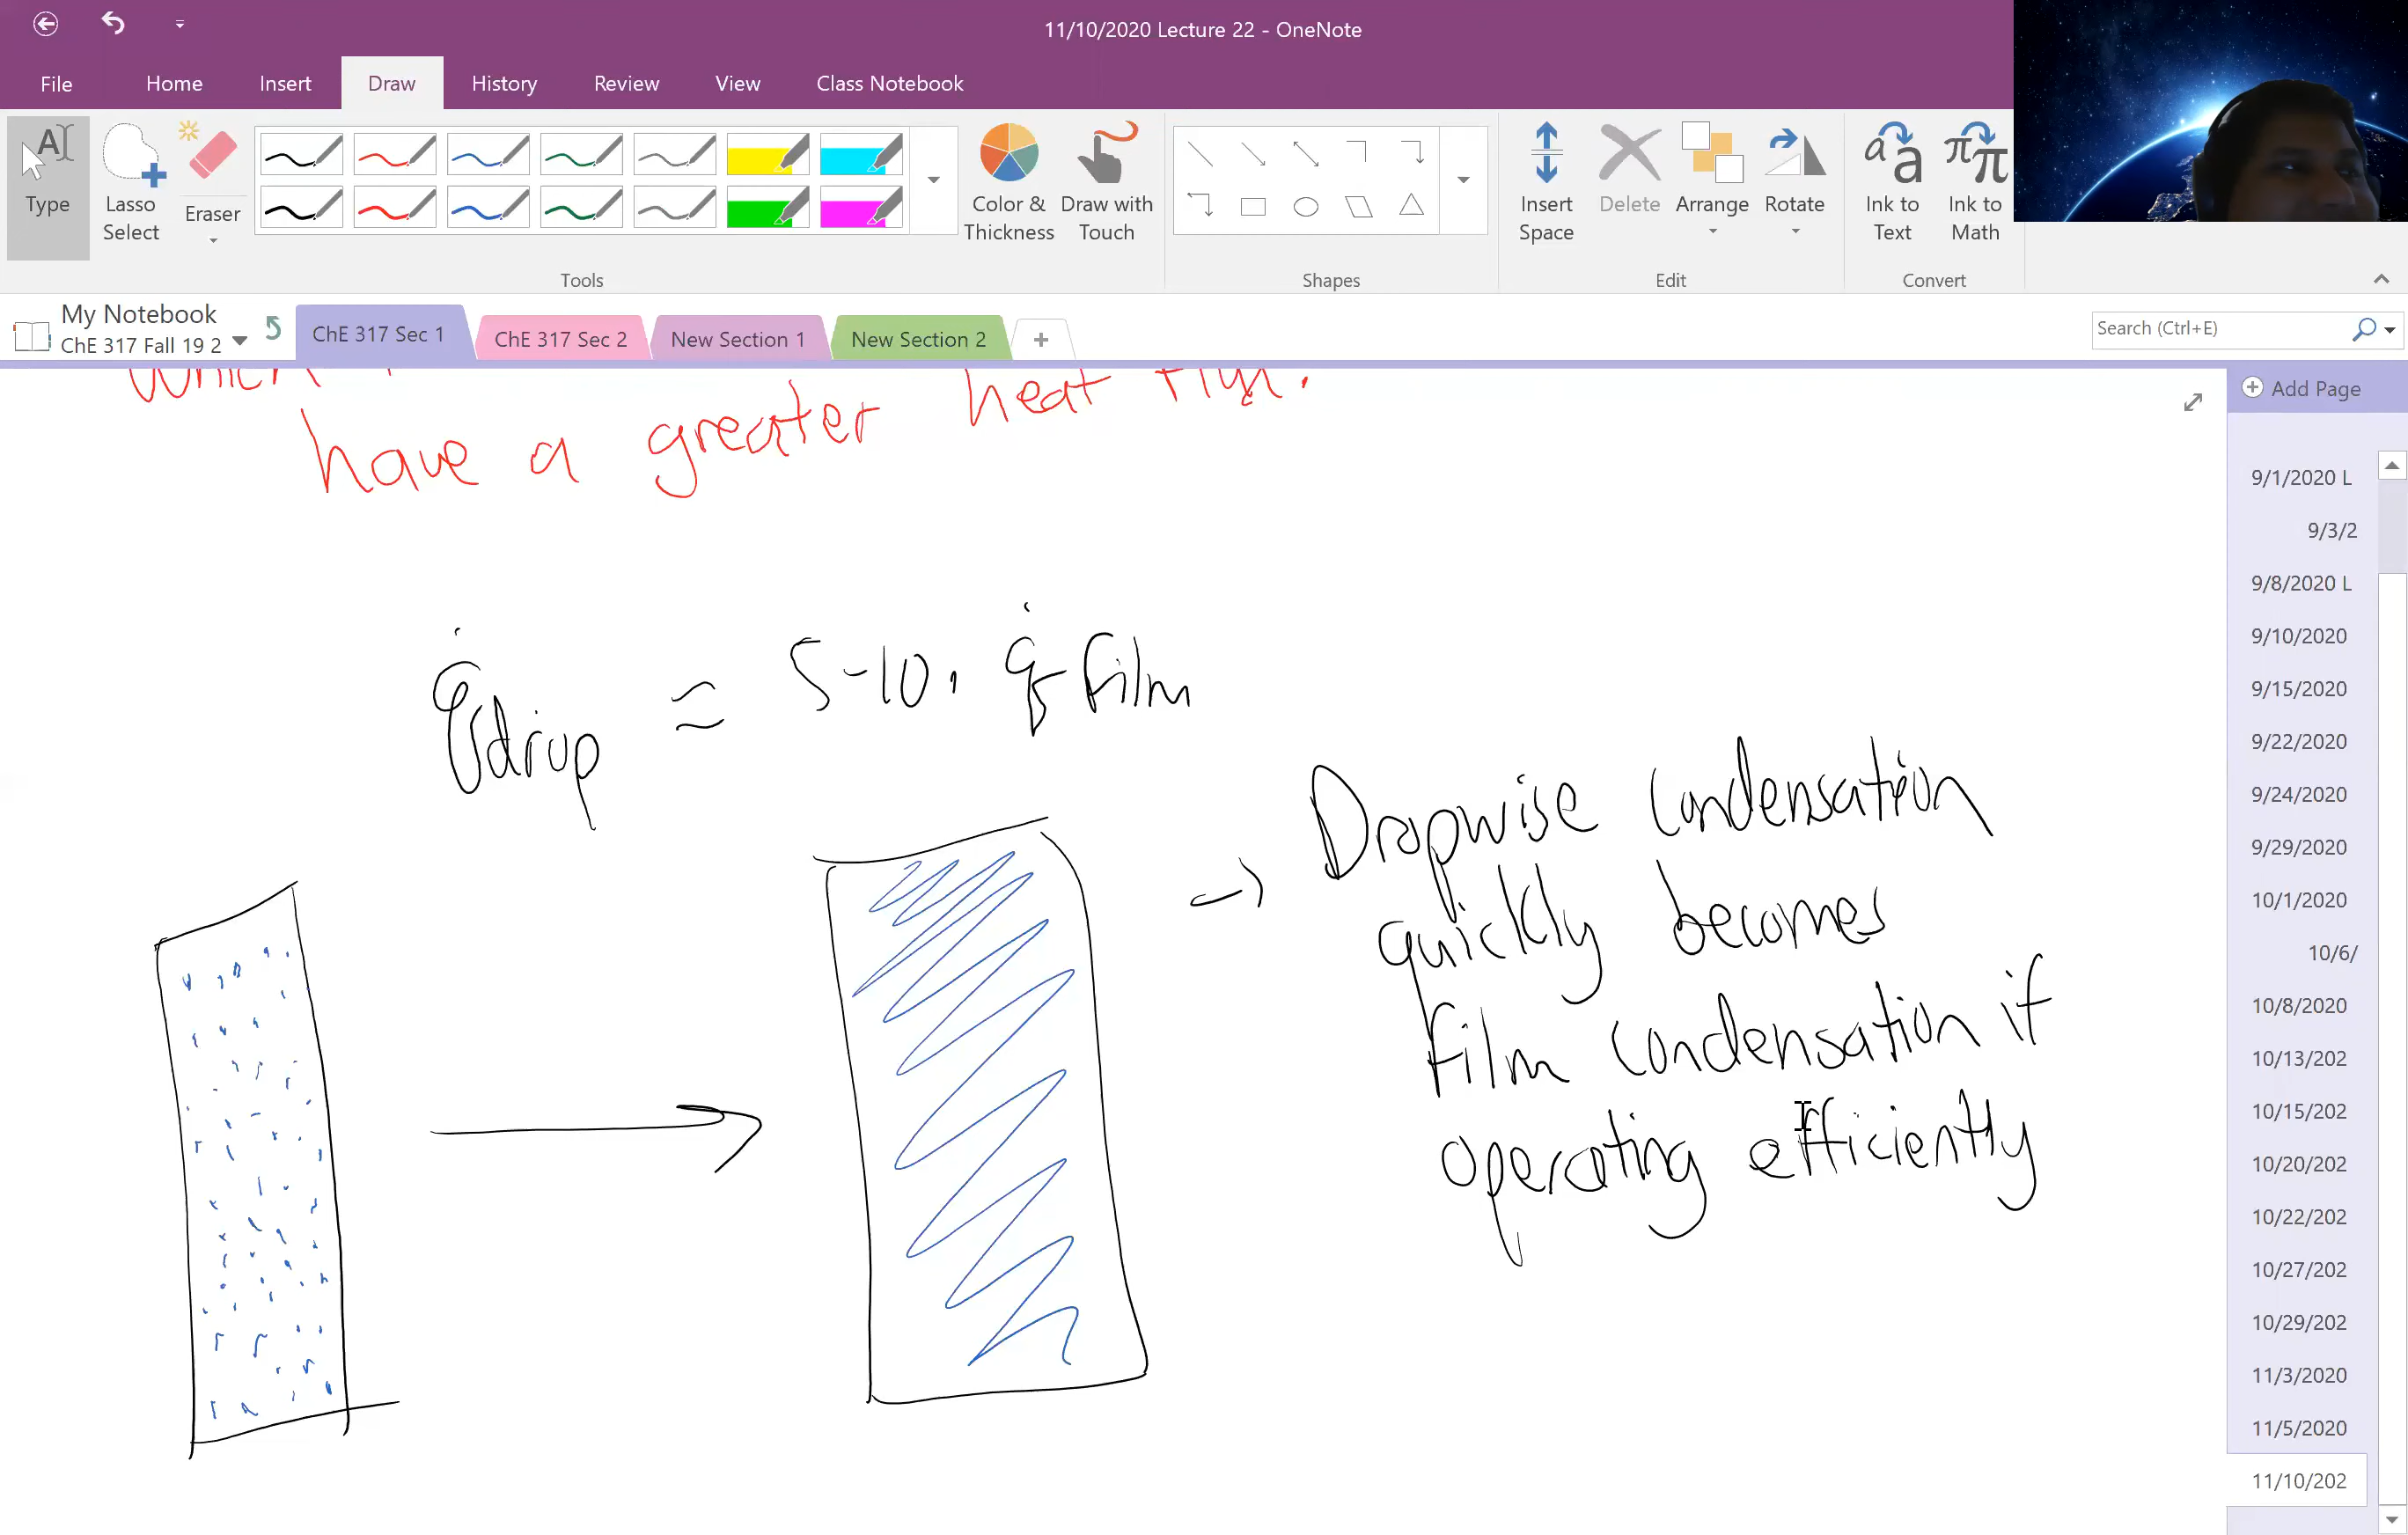 11/10/2020 Lecture 22 - OneNote
File Home Insert Draw History Review View Class Notebook
Type
Lasso Select
Eraser
Color & Thickness
Draw with Touch
Insert Space
Delete
Arrange
Rotate
Ink to Text
Ink to Math
Tools
Shapes
Edit
Convert
My Notebook
ChE 317 Fall 19 2
ChE 317 Sec 1
ChE 317 Sec 2
New Section 1
New Section 2
Search (Ctrl+E)
Add Page
which
have a greater heat flux.
q̇drop ≈ 5-10 · q̇film
→ Dropwise condensation
quickly becomes
film condensation if
operating efficiently
9/1/2020 L
9/3/2
9/8/2020 L
9/10/2020
9/15/2020
9/22/2020
9/24/2020
9/29/2020
10/1/2020
10/6/
10/8/2020
10/13/202
10/15/202
10/20/202
10/22/202
10/27/202
10/29/202
11/3/2020
11/5/2020
11/10/202